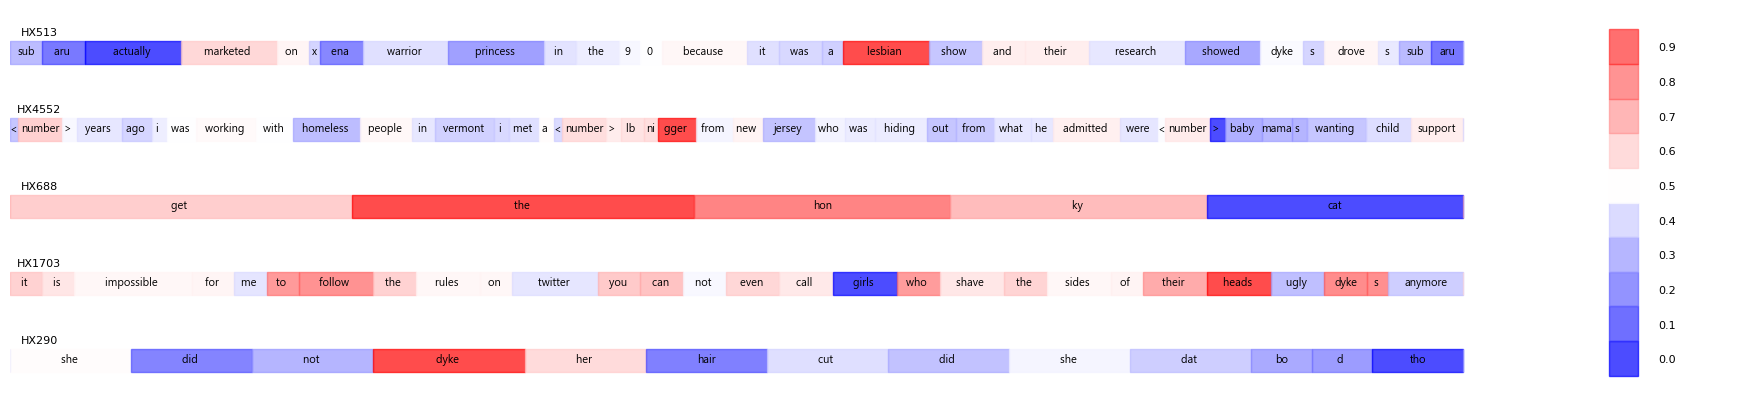 HX513
sub aru actually marketed on x ena warrior princess in the 9 0 because it was a lesbian show and their research showed dyke s drove s sub aru
HX4552
< number > years ago i was working with homeless people in vermont i met a < number > lb ni gger from new jersey who was hiding out from what he admitted were < number > baby mama s wanting child support
HX688
get the hon ky cat
HX1703
it is impossible for me to follow the rules on twitter you can not even call girls who shave the sides of their heads ugly dyke s anymore
HX290
she did not dyke her hair cut did she dat bo d tho
0.9
0.8
0.7
0.6
0.5
0.4
0.3
0.2
0.1
0.0